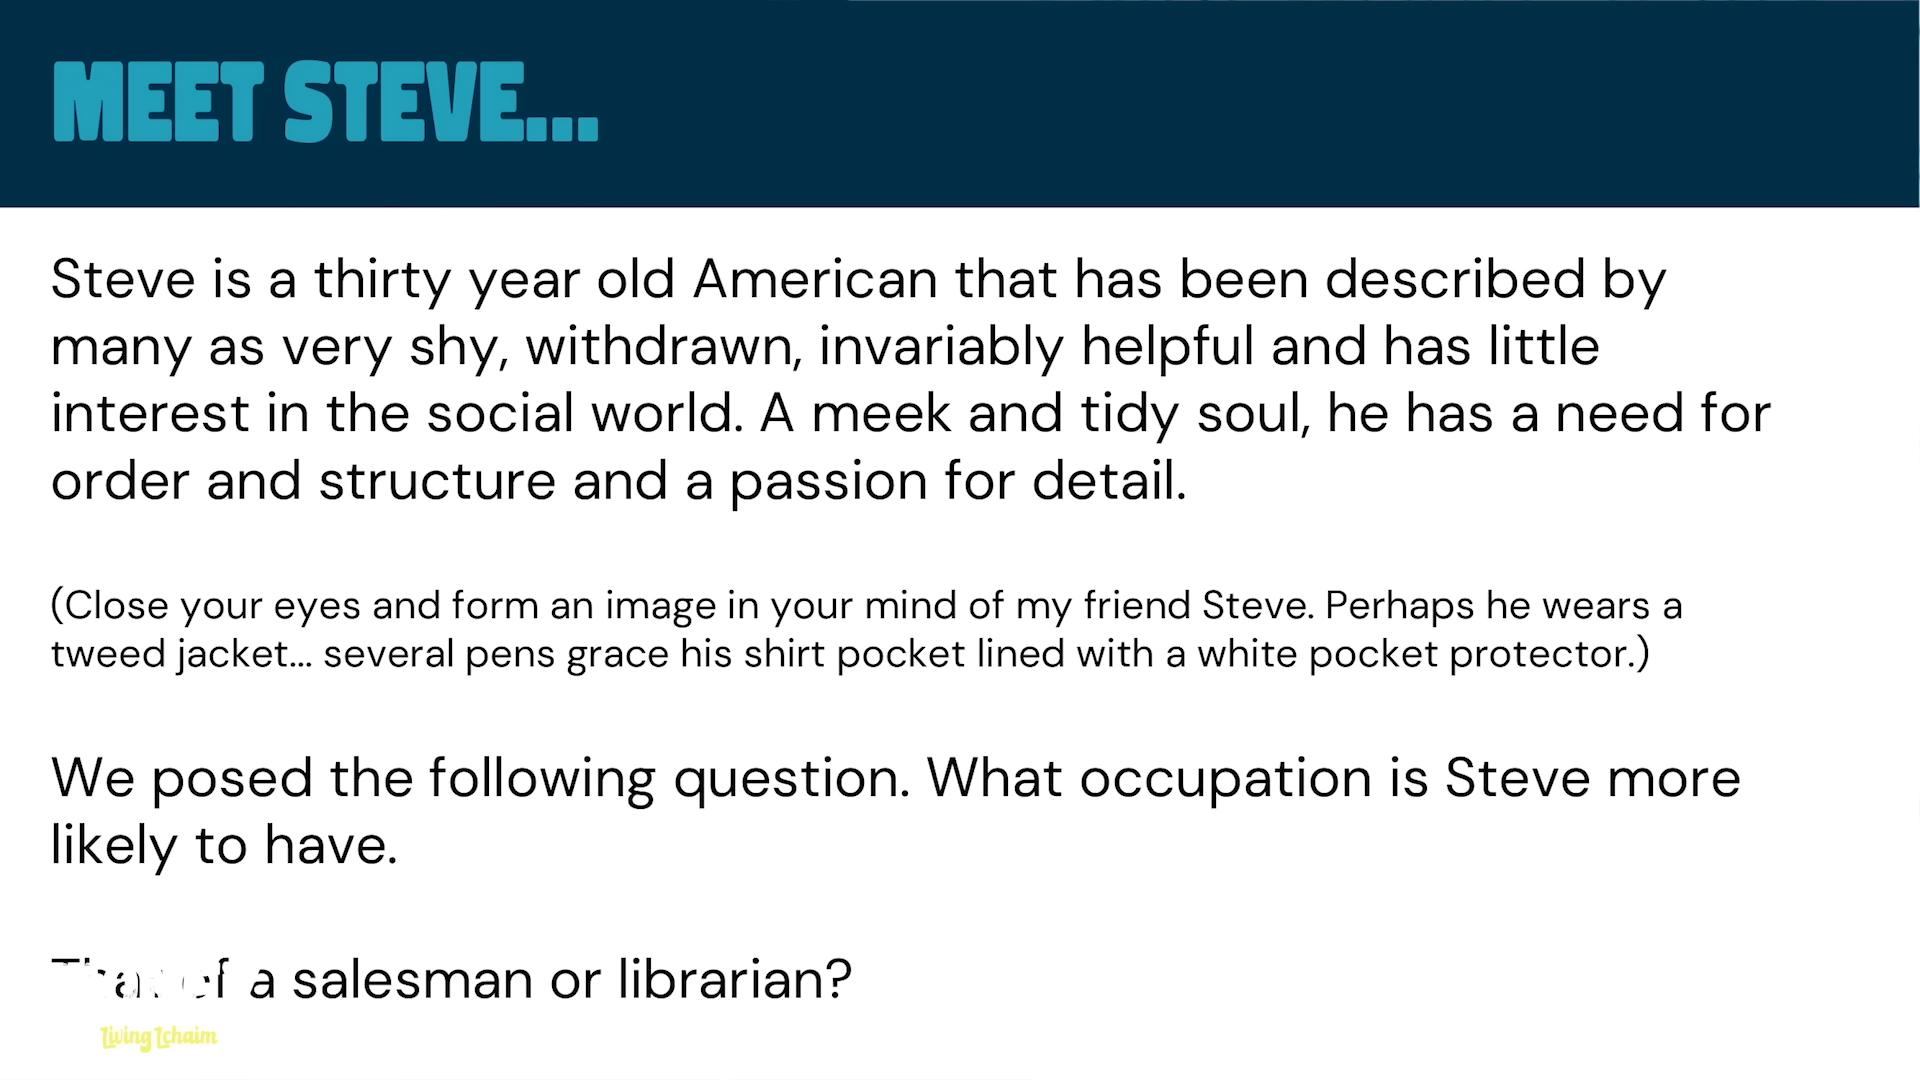 MEET STEVE...
Steve is a thirty year old American that has been described by
many as very shy, withdrawn, invariably helpful and has little
interest in the social world. A meek and tidy soul, he has a need for
order and structure and a passion for detail.
(Close your eyes and form an image in your mind of my friend Steve. Perhaps he wears a
tweed jacket... several pens grace his shirt pocket lined with a white pocket protector.)
We posed the following question. What occupation is Steve more
likely to have.
That of a salesman or librarian?
Living Lchaim